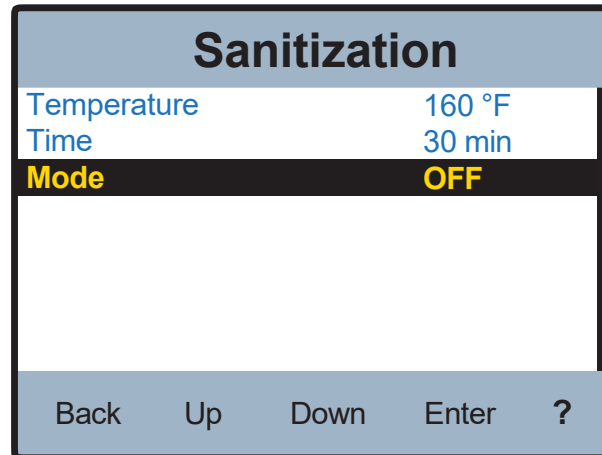 Sanitization
Temperature 160 °F
Time 30 min
Mode OFF
Back Up Down Enter ?